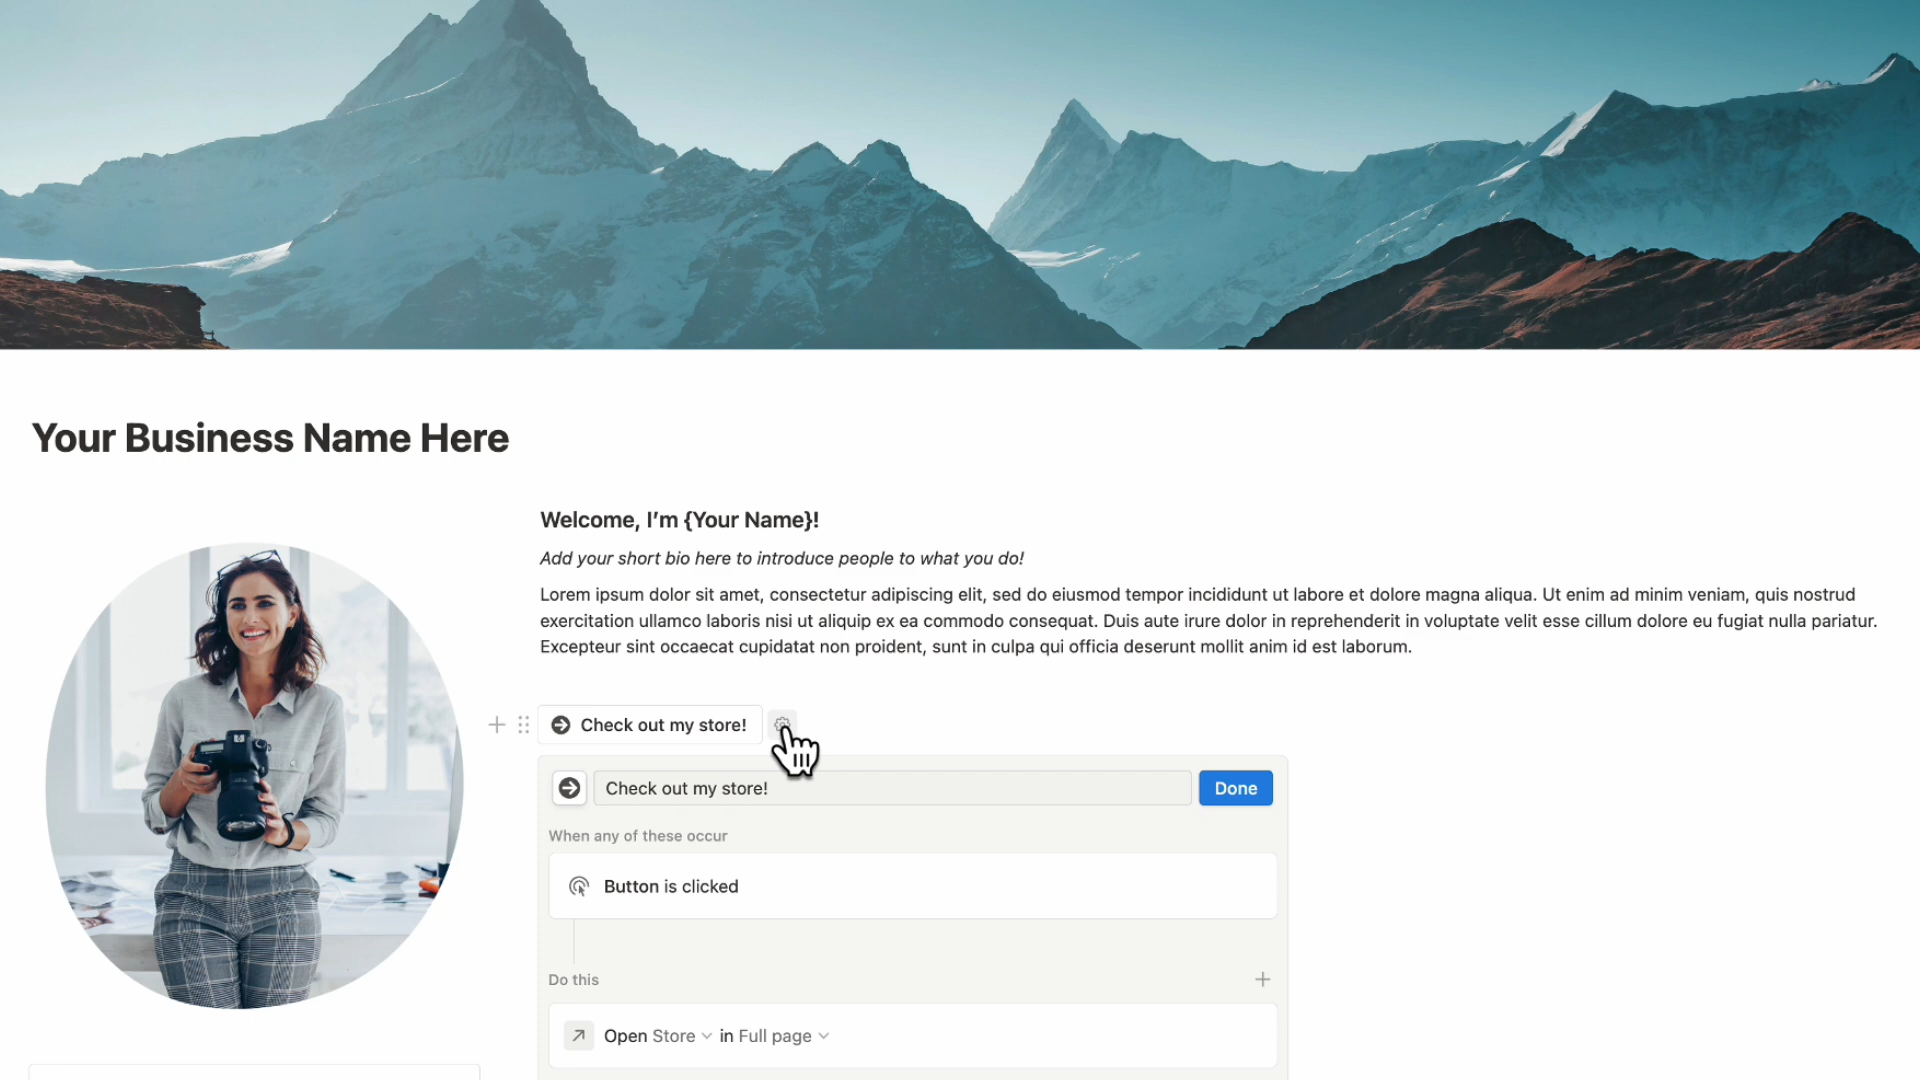 Your Business Name Here
Welcome, I’m {Your Name}!
Add your short bio here to introduce people to what you do!
Lorem ipsum dolor sit amet, consectetur adipiscing elit, sed do eiusmod tempor incididunt ut labore et dolore magna aliqua. Ut enim ad minim veniam, quis nostrud
exercitation ullamco laboris nisi ut aliquip ex ea commodo consequat. Duis aute irure dolor in reprehenderit in voluptate velit esse cillum dolore eu fugiat nulla pariatur.
Excepteur sint occaecat cupidatat non proident, sunt in culpa qui officia deserunt mollit anim id est laborum.
Check out my store!
Check out my store!
Done
When any of these occur
Button is clicked
Do this
Open Store in Full page